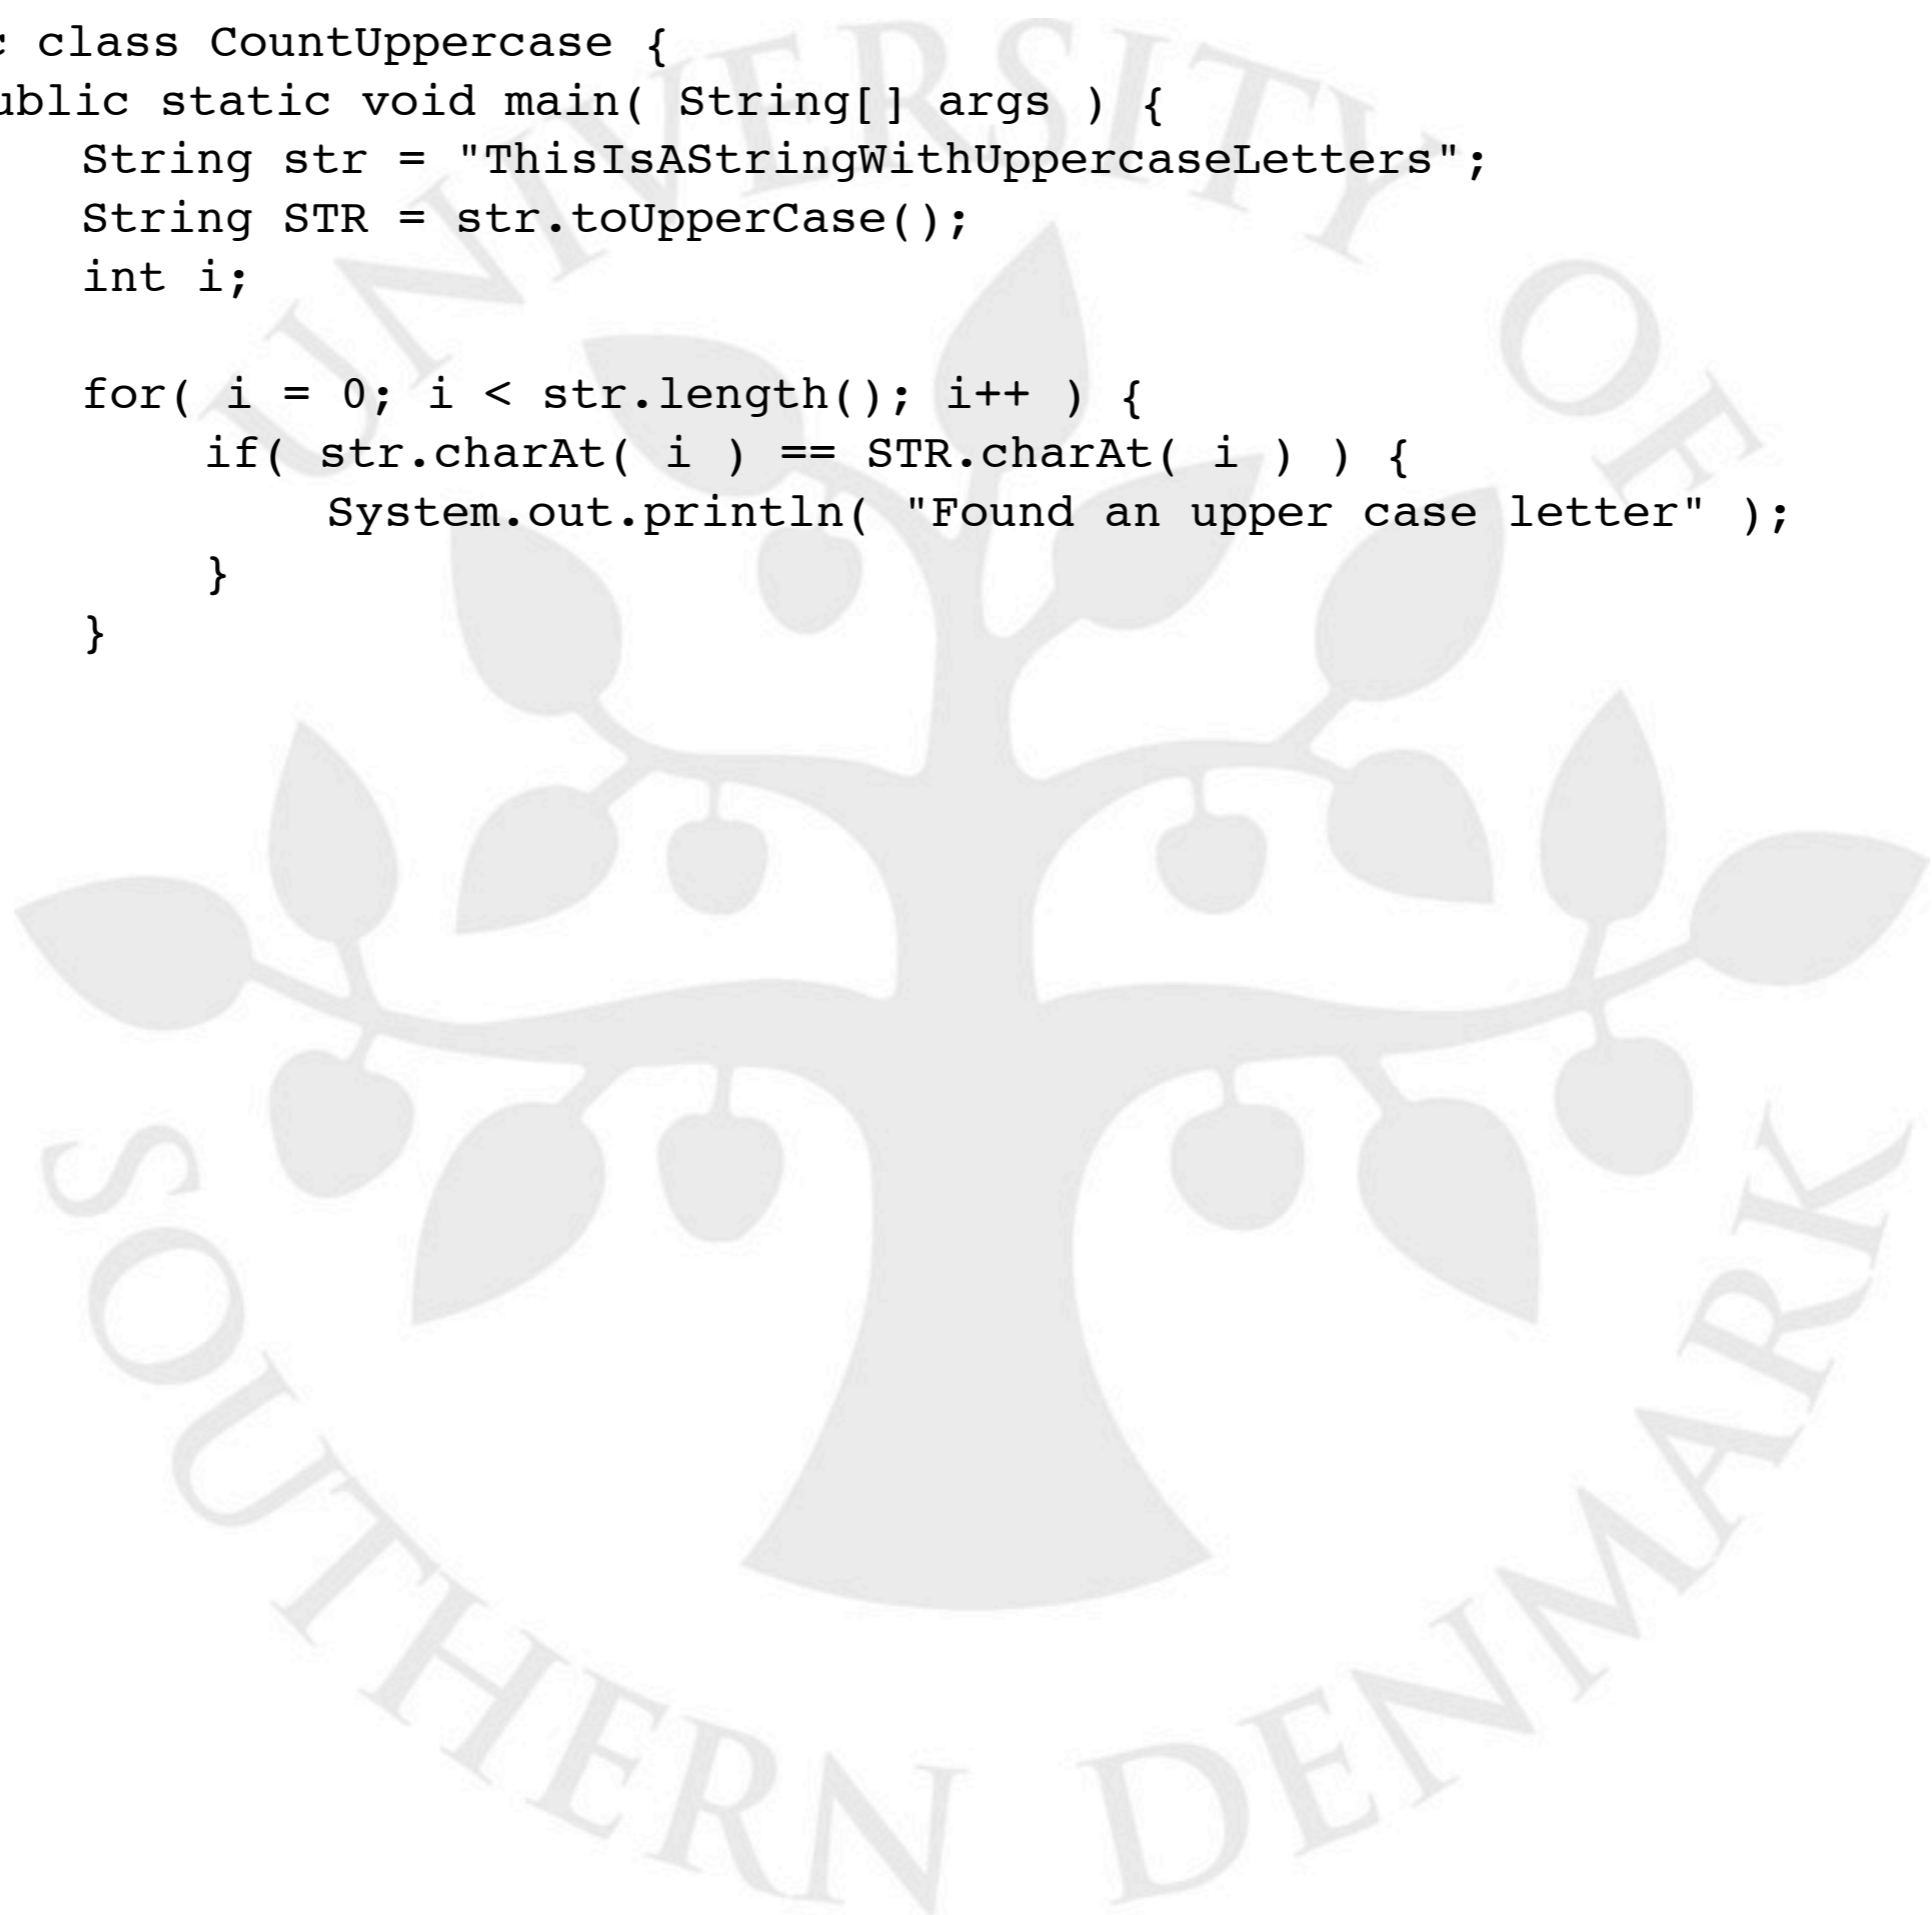 c class CountUppercase {
ublic static void main( String[] args ) {
String str = "ThisIsAStringWithUppercaseLetters";
String STR = str.toUpperCase();
int i;
for( i = 0; i < str.length(); i++ ) {
if( str.charAt( i ) == STR.charAt( i ) ) {
System.out.println( "Found an upper case letter" );
}
}
UNIVERSITY OF
SOUTHERN DENMARK